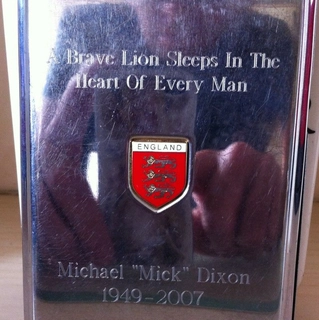 A Brave Lion Sleeps In The
Heart Of Every Man
ENGLAND
Michael "Mick" Dixon
1949-2007